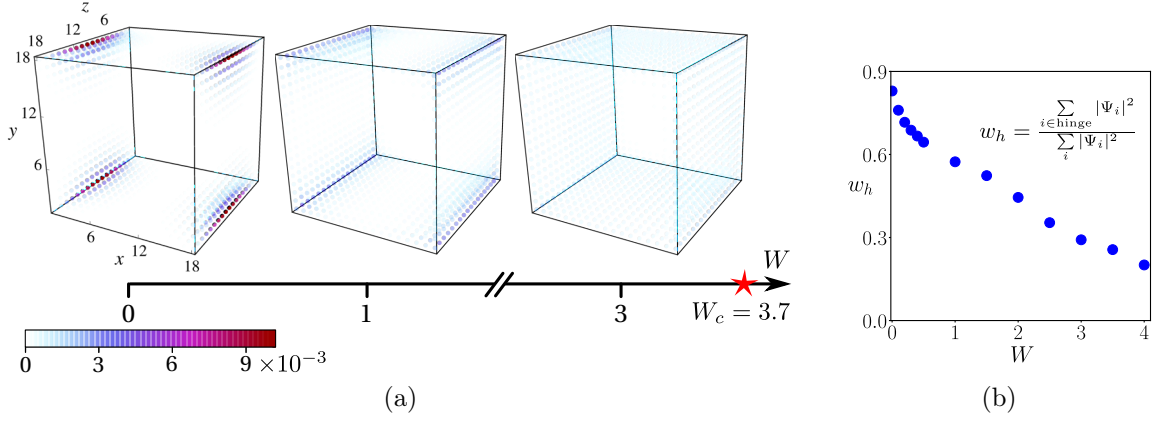 z
18 12 6
18
12
y
6
6
x
12
18
W
0 1 3 W_c = 3.7
0 3 6 9 ×10⁻³
(a)
0.9
w_h = ∑_{i∈hinge} |Ψ_i|² / ∑_i |Ψ_i|²
0.6
w_h
0.3
0.0
0 1 2 3 4
W
(b)